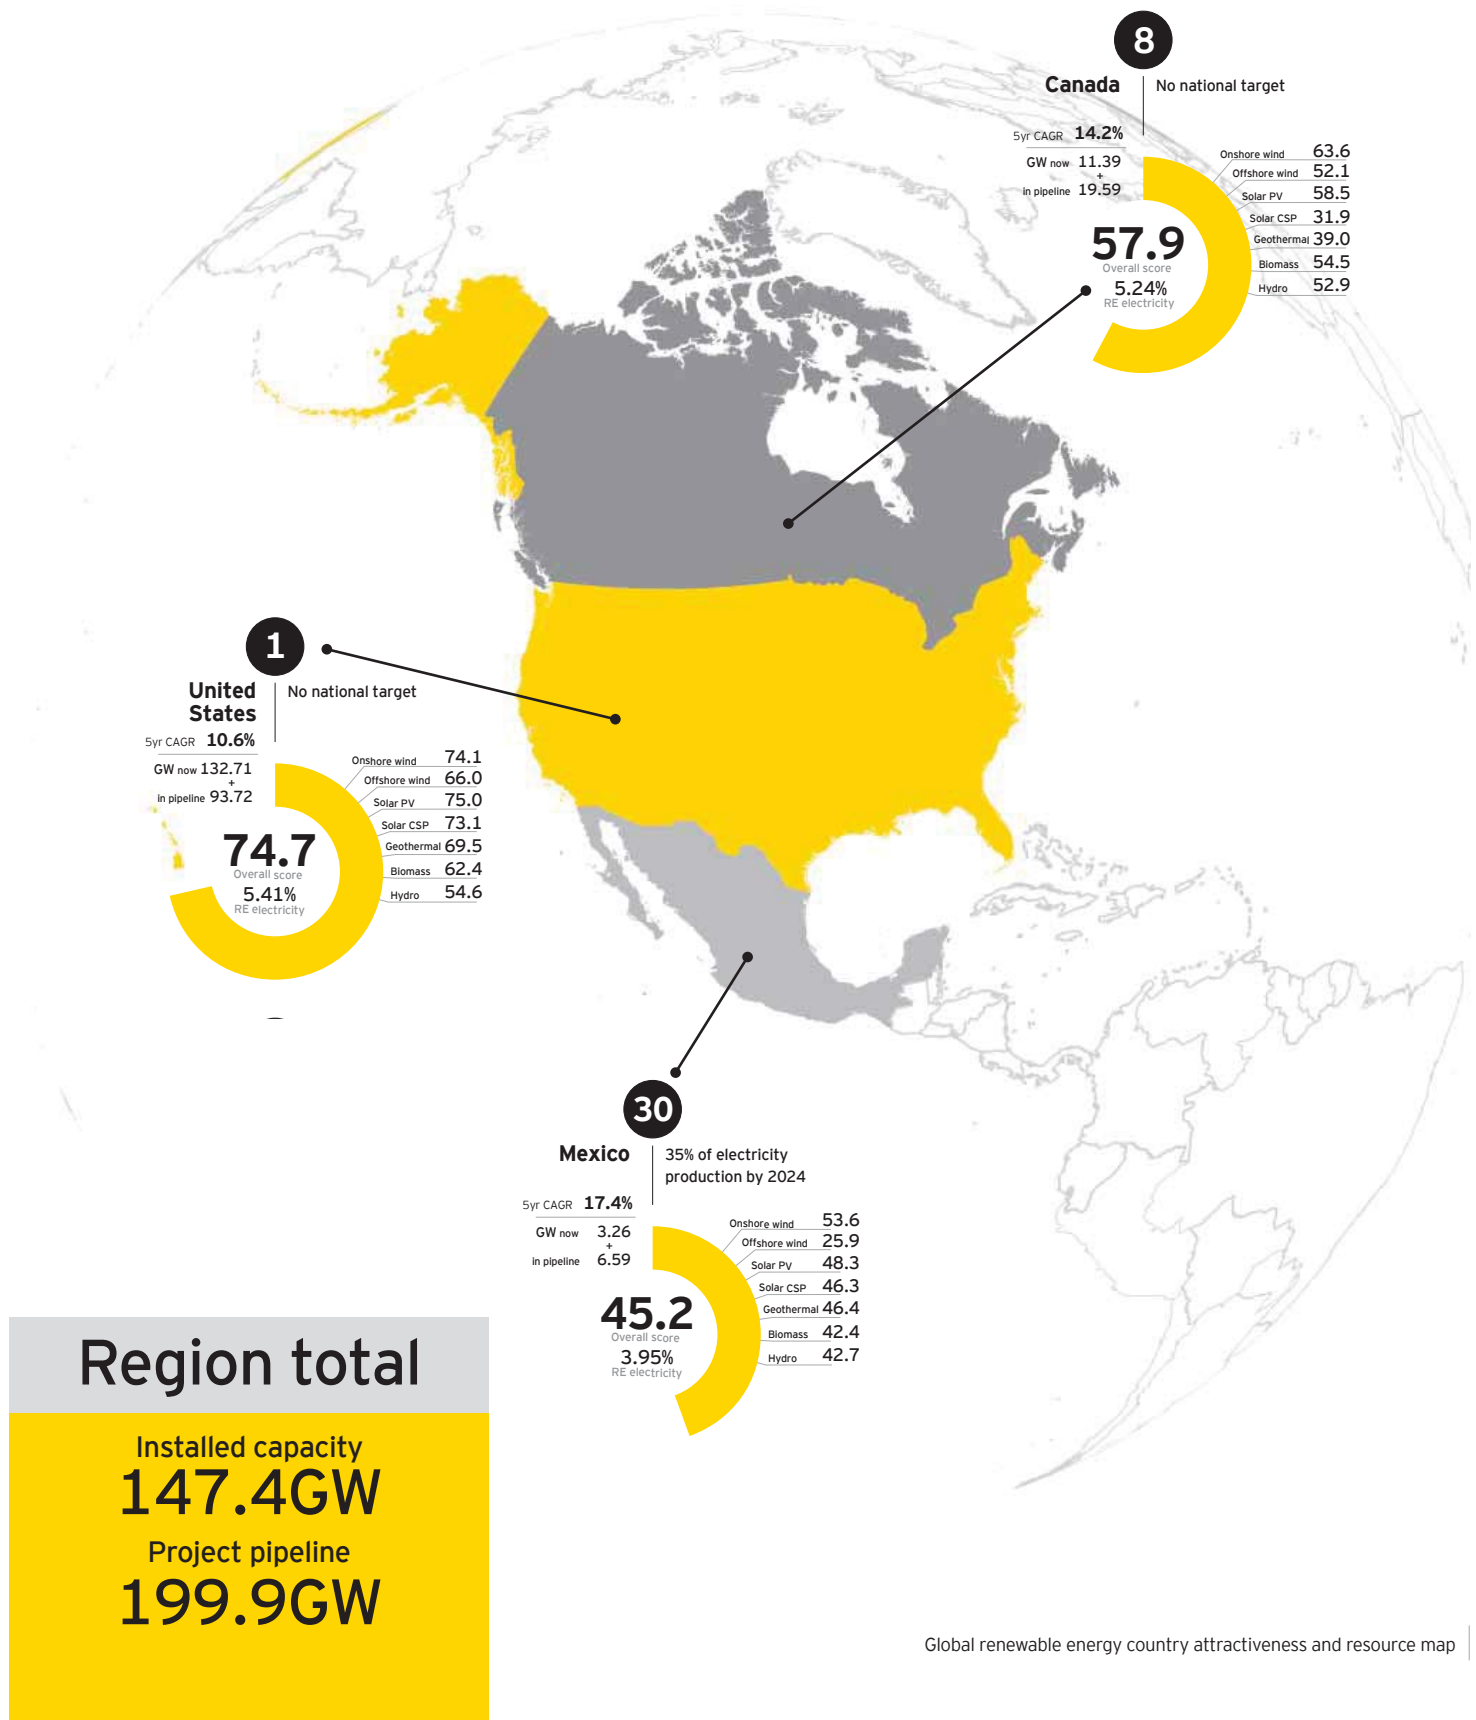 8
Canada
No national target
5yr CAGR 14.2%
GW now 11.39
+
in pipeline 19.59
57.9
Overall score
5.24%
RE electricity
Onshore wind 63.6
Offshore wind 52.1
Solar PV 58.5
Solar CSP 31.9
Geothermal 39.0
Biomass 54.5
Hydro 52.9
1
United
States
No national target
5yr CAGR 10.6%
GW now 132.71
+
in pipeline 93.72
74.7
Overall score
5.41%
RE electricity
Onshore wind 74.1
Offshore wind 66.0
Solar PV 75.0
Solar CSP 73.1
Geothermal 69.5
Biomass 62.4
Hydro 54.6
30
Mexico
35% of electricity
production by 2024
5yr CAGR 17.4%
GW now 3.26
+
in pipeline 6.59
45.2
Overall score
3.95%
RE electricity
Onshore wind 53.6
Offshore wind 25.9
Solar PV 48.3
Solar CSP 46.3
Geothermal 46.4
Biomass 42.4
Hydro 42.7
Region total
Installed capacity
147.4GW
Project pipeline
199.9GW
Global renewable energy country attractiveness and resource map